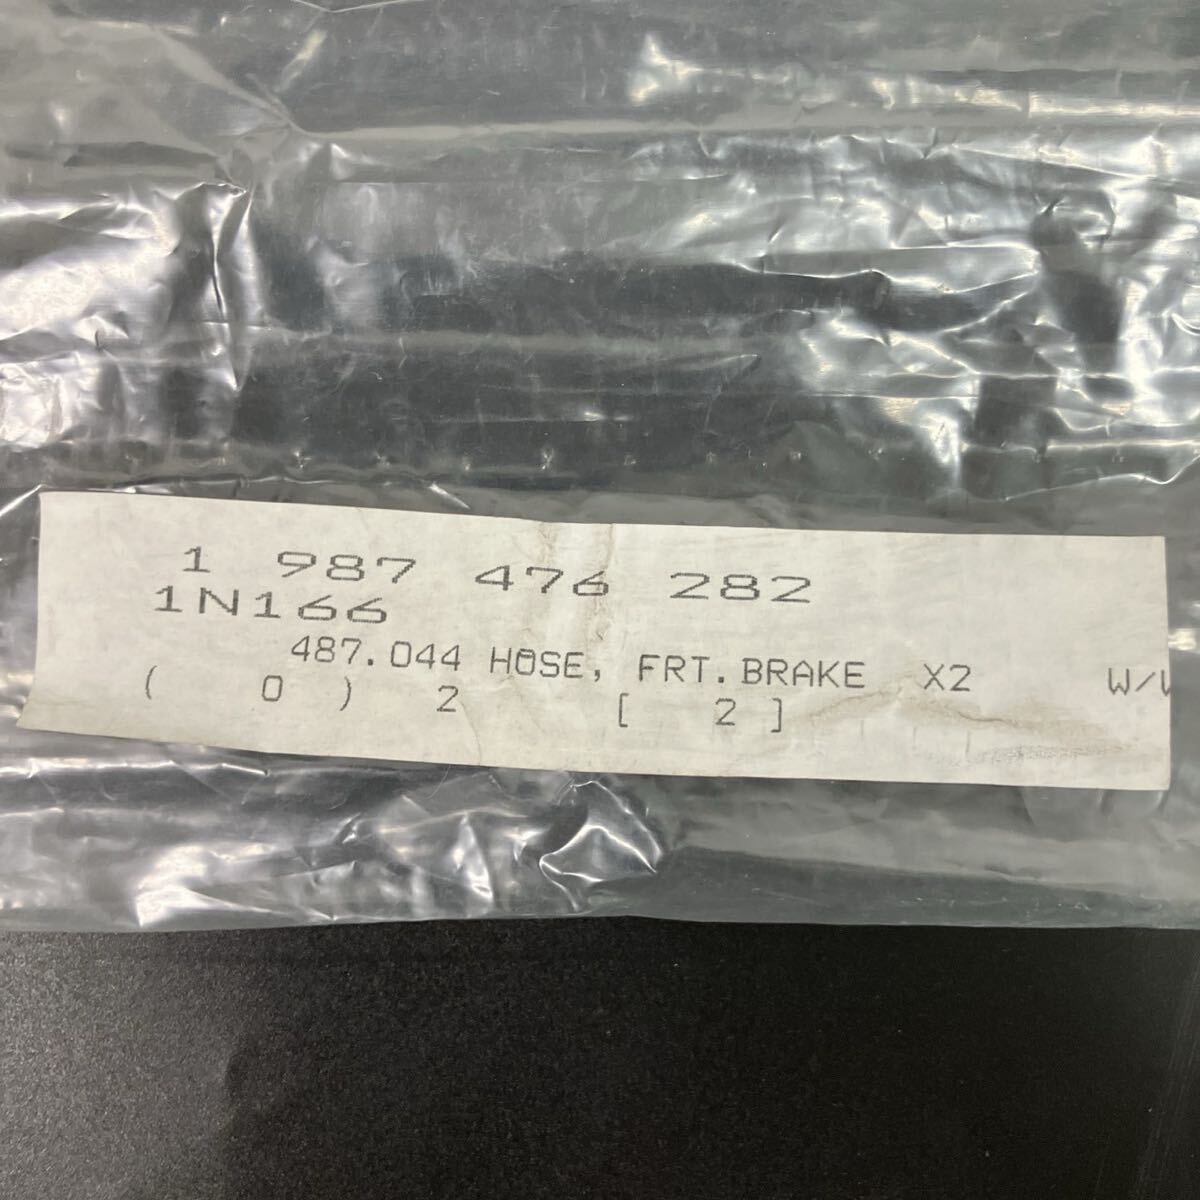 1 987 476 282
1N166
487.044 HOSE, FRT.BRAKE X2 W/
( 0 ) 2 [ 2 ]